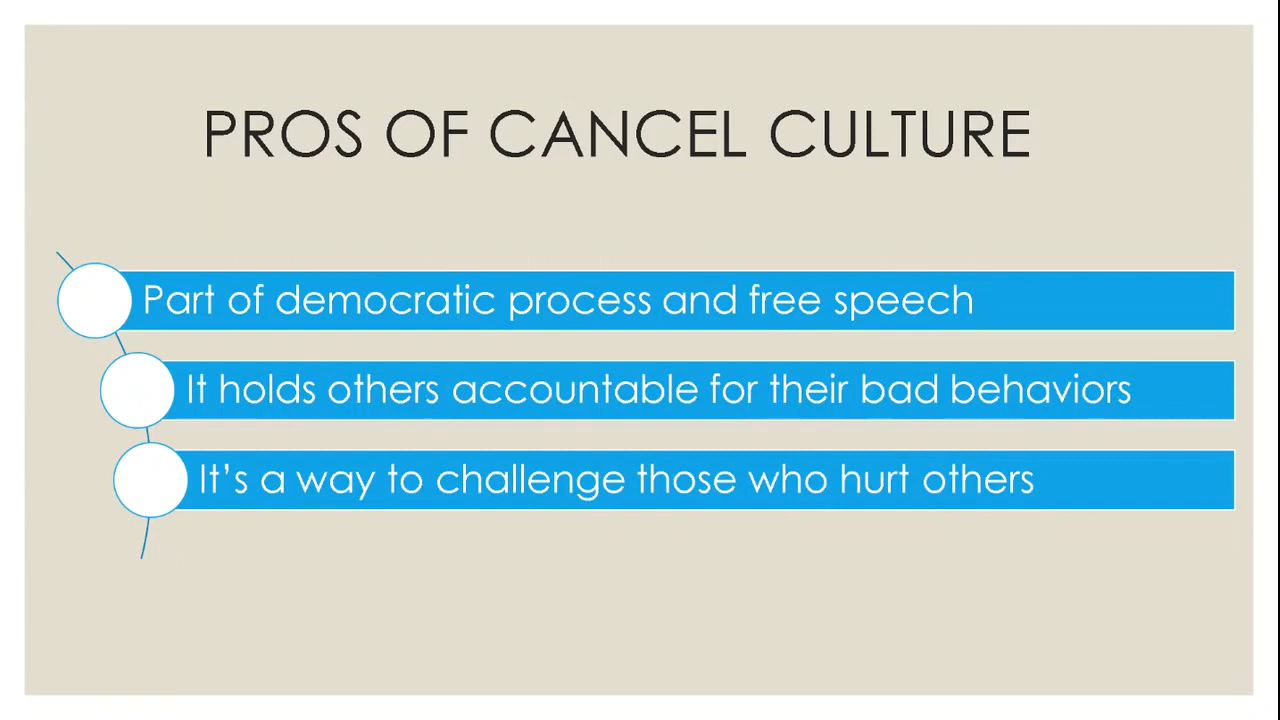 PROS OF CANCEL CULTURE
Part of democratic process and free speech
It holds others accountable for their bad behaviors
It’s a way to challenge those who hurt others